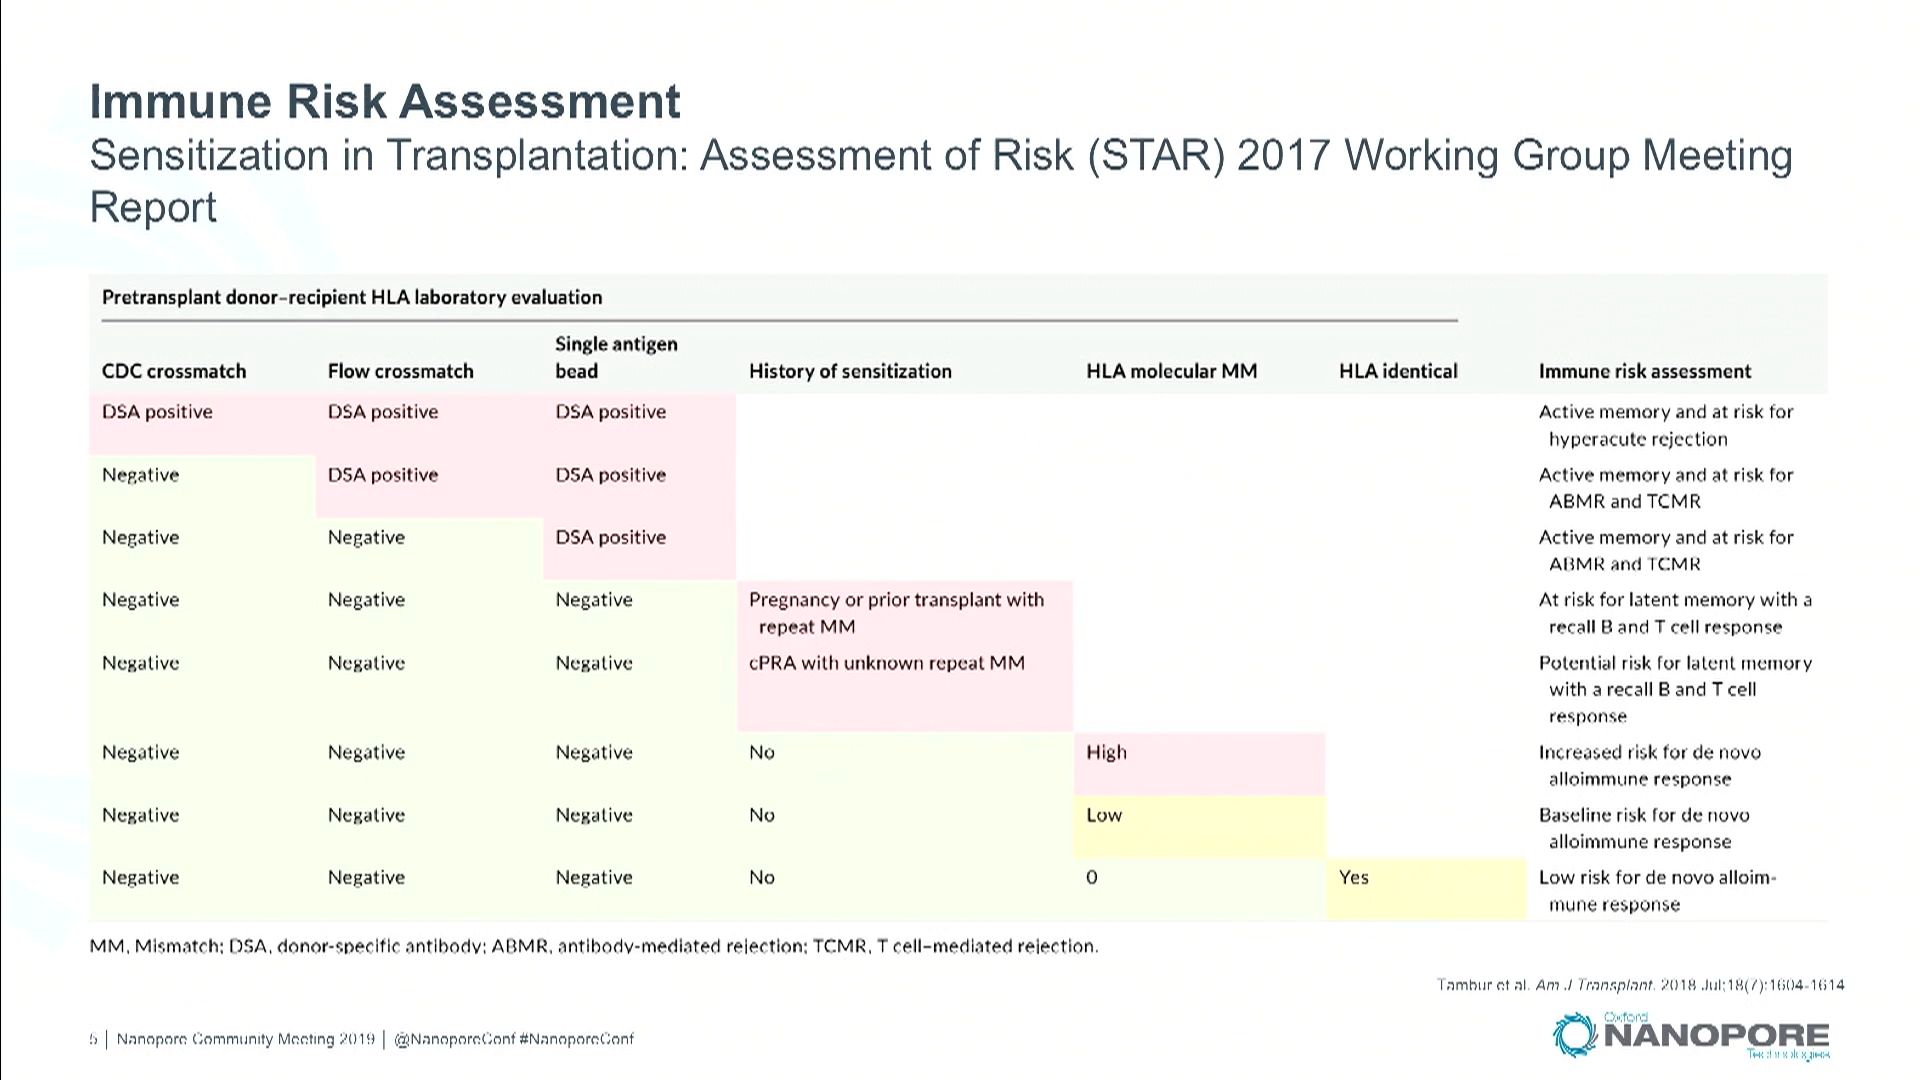 Immune Risk Assessment
Sensitization in Transplantation: Assessment of Risk (STAR) 2017 Working Group Meeting
Report
Pretransplant donor–recipient HLA laboratory evaluation
CDC crossmatch Flow crossmatch Single antigen bead History of sensitization HLA molecular MM HLA identical Immune risk assessment
DSA positive DSA positive DSA positive Active memory and at risk for
hyperacute rejection
Negative DSA positive DSA positive Active memory and at risk for
ABMR and TCMR
Negative Negative DSA positive Active memory and at risk for
ABMR and TCMR
Negative Negative Negative Pregnancy or prior transplant with At risk for latent memory with a
repeat MM recall B and T cell response
Negative Negative Negative cPRA with unknown repeat MM Potential risk for latent memory
with a recall B and T cell
response
Negative Negative Negative No High Increased risk for de novo
alloimmune response
Negative Negative Negative No Low Baseline risk for de novo
alloimmune response
Negative Negative Negative No 0 Yes Low risk for de novo alloim-
mune response
MM, Mismatch; DSA, donor-specific antibody; ABMR, antibody-mediated rejection; TCMR, T cell–mediated rejection.
Tambur et al. Am J Transplant. 2018 Jul;18(7):1604-1614
5 | Nanopore Community Meeting 2019 | @NanoporeConf #NanoporeConf
Oxford
NANOPORE
Technologies